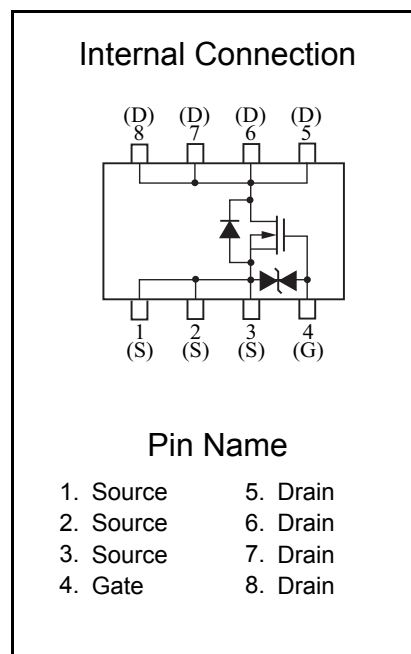 Internal Connection
(D) (D) (D) (D)
8 7 6 5
1 2 3 4
(S) (S) (S) (G)
Pin Name
1. Source 5. Drain
2. Source 6. Drain
3. Source 7. Drain
4. Gate 8. Drain